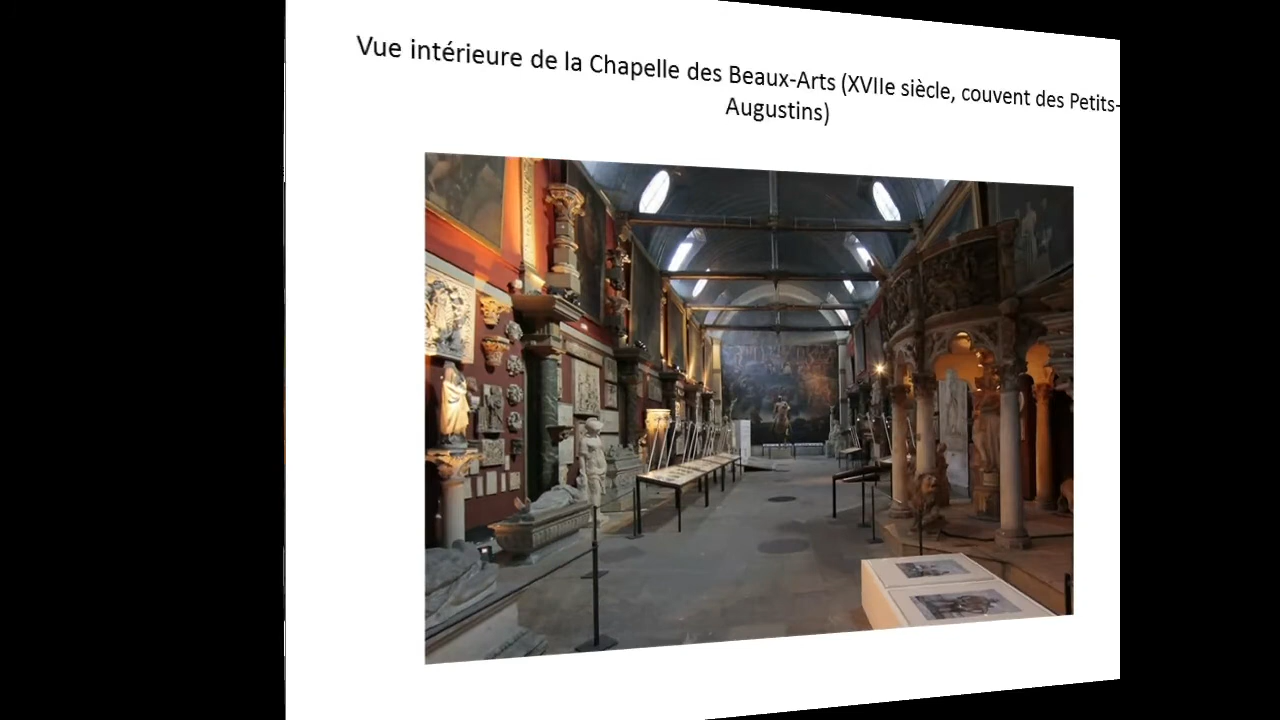 Vue intérieure de la Chapelle des Beaux-Arts (XVIIe siècle, couvent des Petits-
Augustins)